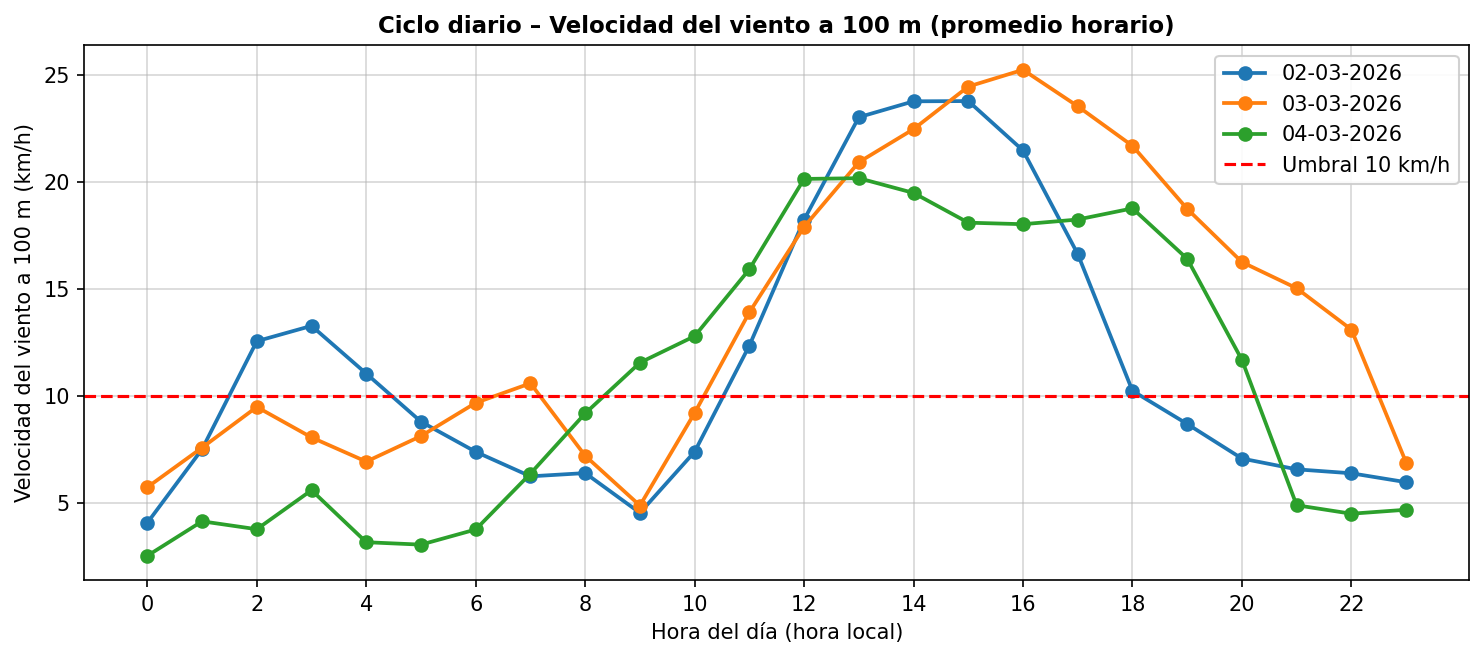 Ciclo diario – Velocidad del viento a 100 m (promedio horario)
Velocidad del viento a 100 m (km/h)
25
20
15
10
5
02-03-2026
03-03-2026
04-03-2026
Umbral 10 km/h
0 2 4 6 8 10 12 14 16 18 20 22
Hora del día (hora local)